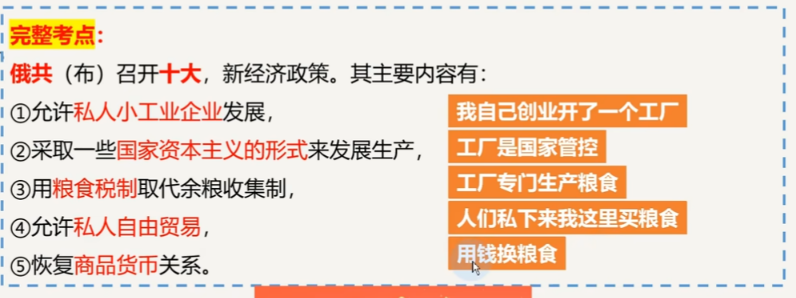 完整考点：
俄共（布）召开十大，新经济政策。其主要内容有：
①允许私人小工业企业发展，
我自己创业开了一个工厂
②采取一些国家资本主义的形式来发展生产，
工厂是国家管控
③用粮食税制取代余粮收集制，
工厂专门生产粮食
④允许私人自由贸易，
人们私下来我这里买粮食
⑤恢复商品货币关系。
用钱换粮食